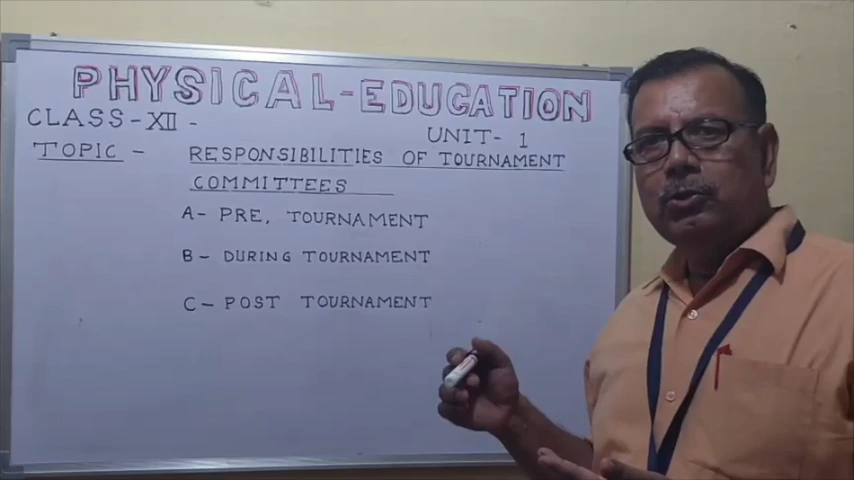 PHYSICAL-EDUCATION
CLASS-XII -
UNIT- 1
TOPIC - RESPONSIBILITIES OF TOURNAMENT
COMMITTEES
A- PRE, TOURNAMENT
B- DURING TOURNAMENT
C- POST TOURNAMENT